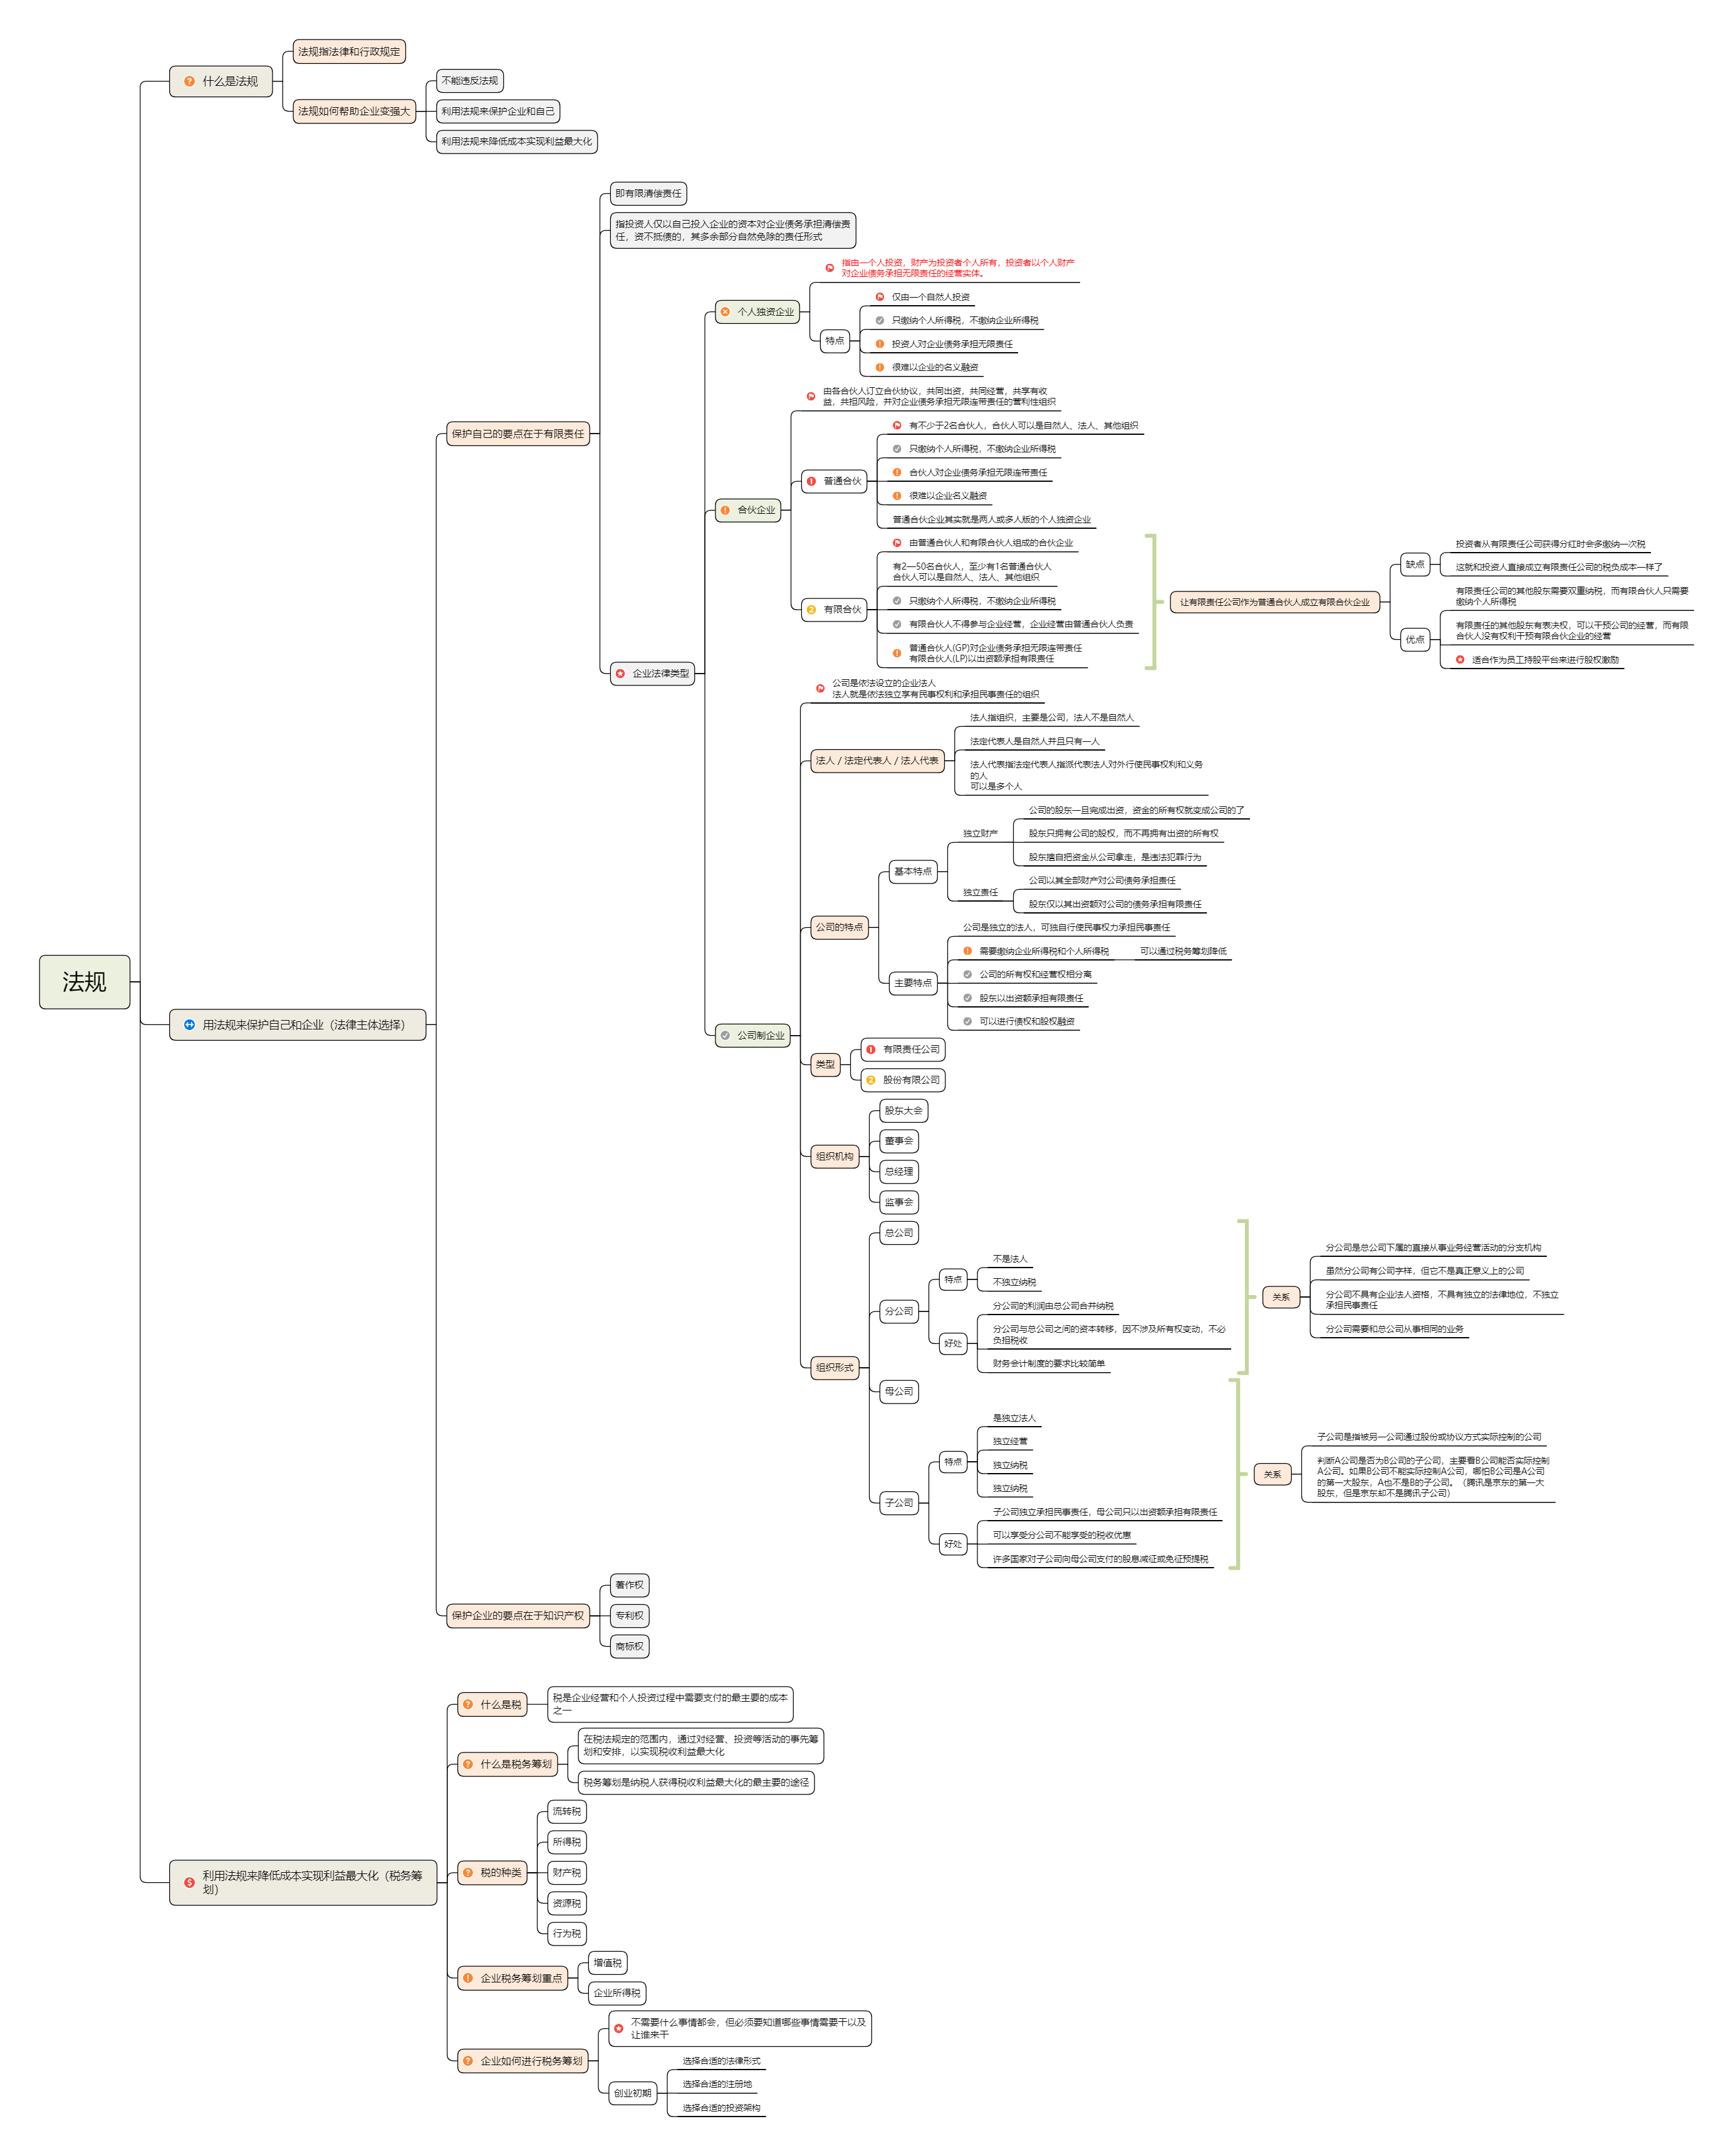 法规
什么是法规
法规指法律和行政规定
法规如何帮助企业变强大
不能违反法规
利用法规来保护企业和自己
利用法规来降低成本实现利益最大化
用法规来保护自己和企业（法律主体选择）
保护自己的要点在于有限责任
即有限清偿责任
指投资人仅以自己投入企业的资本对企业债务承担清偿责
任，资不抵债的，其多余部分自然免除的责任形式
企业法律类型
个人独资企业
指由一个人投资，财产为投资者个人所有，投资者以个人财产
对企业债务承担无限责任的经营实体。
特点
仅由一个自然人投资
只缴纳个人所得税，不缴纳企业所得税
投资人对企业债务承担无限责任
很难以企业的名义融资
合伙企业
由各合伙人订立合伙协议，共同出资，共同经营，共享有收
益，共担风险，并对企业债务承担无限连带责任的营利性组织
1
普通合伙
有不少于2名合伙人，合伙人可以是自然人、法人、其他组织
只缴纳个人所得税，不缴纳企业所得税
合伙人对企业债务承担无限连带责任
很难以企业名义融资
普通合伙企业其实就是两人或多人版的个人独资企业
2
有限合伙
由普通合伙人和有限合伙人组成的合伙企业
有2—50名合伙人，至少有1名普通合伙人
合伙人可以是自然人、法人、其他组织
只缴纳个人所得税，不缴纳企业所得税
有限合伙人不得参与企业经营，企业经营由普通合伙人负责
普通合伙人(GP)对企业债务承担无限连带责任
有限合伙人(LP)以出资额承担有限责任
让有限责任公司作为普通合伙人成立有限合伙企业
缺点
投资者从有限责任公司获得分红时会多缴纳一次税
这就和投资人直接成立有限责任公司的税负成本一样了
优点
有限责任公司的其他股东需要双重纳税，而有限合伙人只需要
缴纳个人所得税
有限责任的其他股东有表决权，可以干预公司的经营，而有限
合伙人没有权利干预有限合伙企业的经营
适合作为员工持股平台来进行股权激励
公司制企业
公司是依法设立的企业法人
法人就是依法独立享有民事权利和承担民事责任的组织
法人 / 法定代表人 / 法人代表
法人指组织，主要是公司，法人不是自然人
法定代表人是自然人并且只有一人
法人代表指法定代表人指派代表法人对外行使民事权利和义务
的人
可以是多个人
公司的特点
基本特点
独立财产
公司的股东一旦完成出资，资金的所有权就变成公司的了
股东只拥有公司的股权，而不再拥有出资的所有权
股东擅自把资金从公司拿走，是违法犯罪行为
独立责任
公司以其全部财产对公司债务承担责任
股东仅以其出资额对公司的债务承担有限责任
主要特点
公司是独立的法人，可独自行使民事权力承担民事责任
需要缴纳企业所得税和个人所得税
可以通过税务筹划降低
公司的所有权和经营权相分离
股东以出资额承担有限责任
可以进行债权和股权融资
类型
1
有限责任公司
2
股份有限公司
组织机构
股东大会
董事会
总经理
监事会
组织形式
总公司
分公司
特点
不是法人
不独立纳税
好处
分公司的利润由总公司合并纳税
分公司与总公司之间的资本转移，因不涉及所有权变动，不必
负担税收
财务会计制度的要求比较简单
关系
分公司是总公司下属的直接从事业务经营活动的分支机构
虽然分公司有公司字样，但它不是真正意义上的公司
分公司不具有企业法人资格，不具有独立的法律地位，不独立
承担民事责任
分公司需要和总公司从事相同的业务
母公司
子公司
特点
是独立法人
独立经营
独立纳税
独立纳税
好处
子公司独立承担民事责任，母公司只以出资额承担有限责任
可以享受分公司不能享受的税收优惠
许多国家对子公司向母公司支付的股息减征或免征预提税
关系
子公司是指被另一公司通过股份或协议方式实际控制的公司
判断A公司是否为B公司的子公司，主要看B公司能否实际控制
A公司。如果B公司不能实际控制A公司，哪怕B公司是A公司
的第一大股东，A也不是B的子公司。（腾讯是京东的第一大
股东，但是京东却不是腾讯子公司）
保护企业的要点在于知识产权
著作权
专利权
商标权
利用法规来降低成本实现利益最大化（税务筹
划）
什么是税
税是企业经营和个人投资过程中需要支付的最主要的成本
之一
什么是税务筹划
在税法规定的范围内，通过对经营、投资等活动的事先筹
划和安排，以实现税收利益最大化
税务筹划是纳税人获得税收利益最大化的最主要的途径
税的种类
流转税
所得税
财产税
资源税
行为税
企业税务筹划重点
增值税
企业所得税
企业如何进行税务筹划
不需要什么事情都会，但必须要知道哪些事情需要干以及
让谁来干
创业初期
选择合适的法律形式
选择合适的注册地
选择合适的投资架构